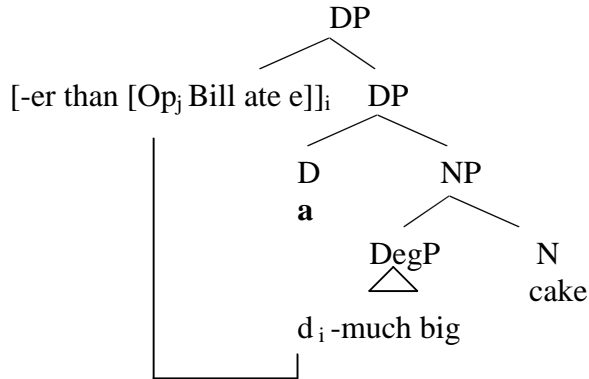 DP
[-er than [Opj Bill ate e]]i DP
D NP
a
DegP N
cake
di -much big